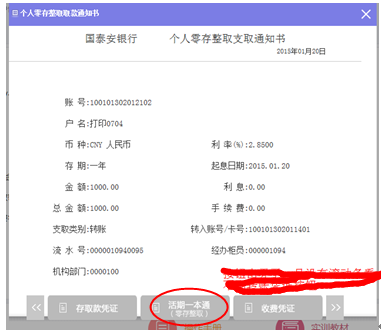 个人零存整取取款通知书
国泰安银行 个人零存整取支取通知书
2015年01月20日
账 号:100101302012102
户 名:打印0704
币 种:CNY 人民币 利 率(%):2.8500
存 期:一年 起息日期:2015.01.20
金 额:1000.00 利 息:0.00
总 金 额:1000.00 手 续 费:0.00
支取类别:转账 转入账号/卡号:100101302011401
流 水 号:0000010940095 经办柜员:000001094
机构部门:0000100
存取款凭证 活期一本通 收费凭证
(零存整取)
实训教材